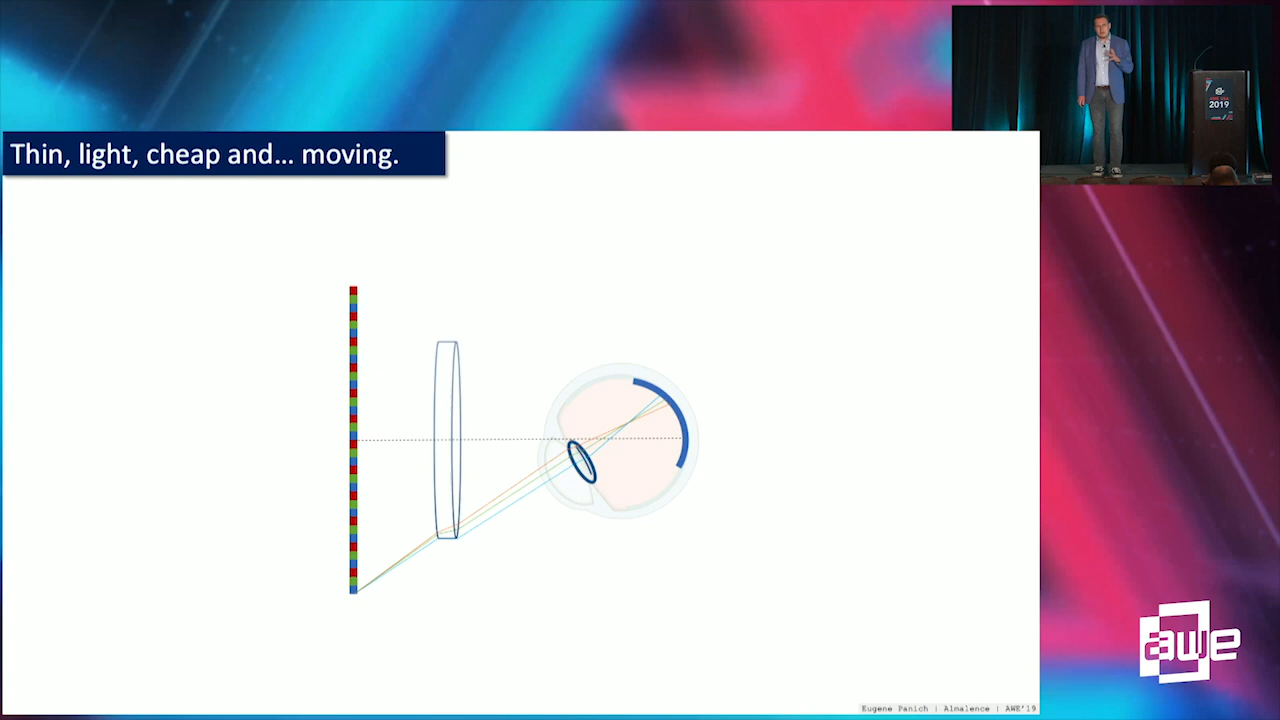 Thin, light, cheap and... moving.
2019
awe
Eugene Panich | Almalence | AWE'19